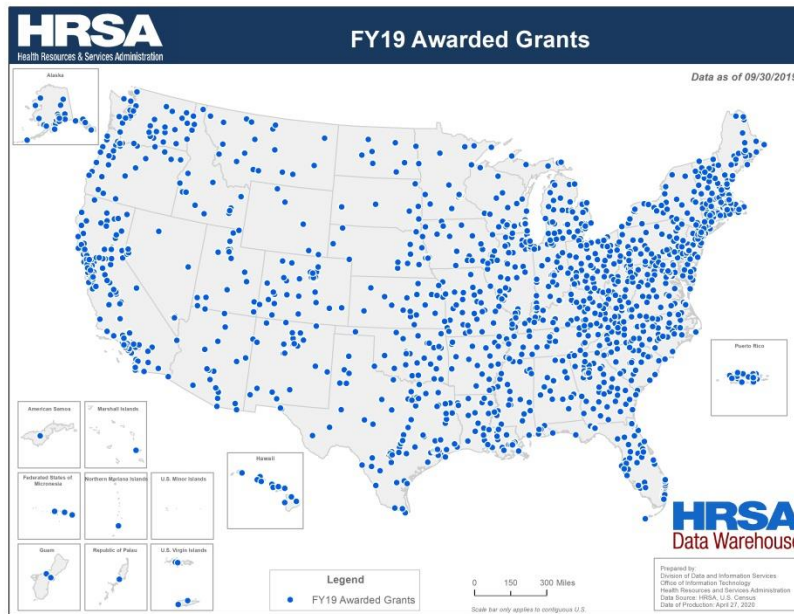 HRSA
Health Resources & Services Administration
FY19 Awarded Grants
Data as of 09/30/2019
Alaska
Puerto Rico
American Samoa
Marshall Islands
Hawaii
Federated States of
Micronesia
Northern Mariana Islands
U.S. Minor Islands
Guam
Republic of Palau
U.S. Virgin Islands
Legend
FY19 Awarded Grants
0 150 300 Miles
Scale bar only applies to contiguous U.S.
HRSA
Data Warehouse
Prepared by:
Division of Data and Information Services
Office of Information Technology
Health Resources and Services Administration
Data Source: HRSA, U.S. Census
Date of Production: April 27, 2020